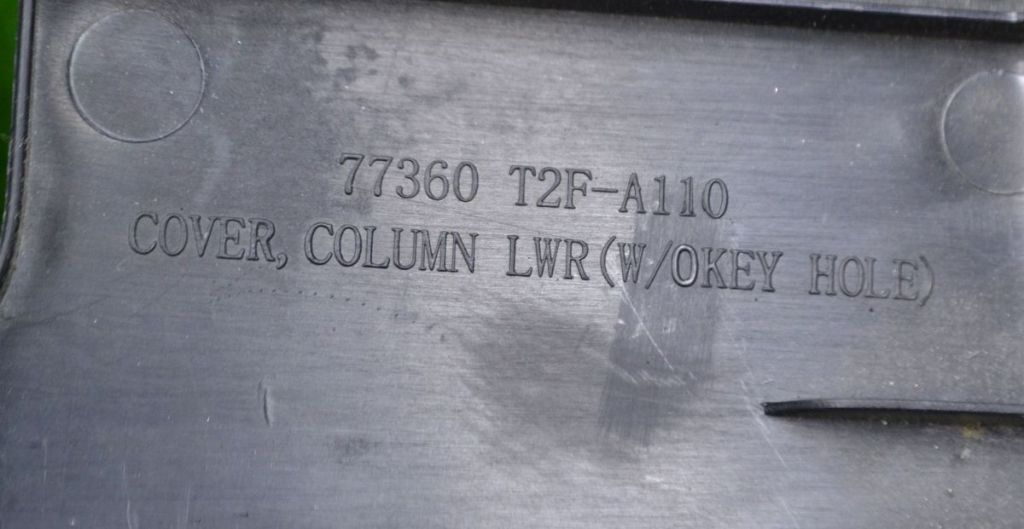 77360 T2F-A110
COVER, COLUMN LWR(W/OKEY HOLE)